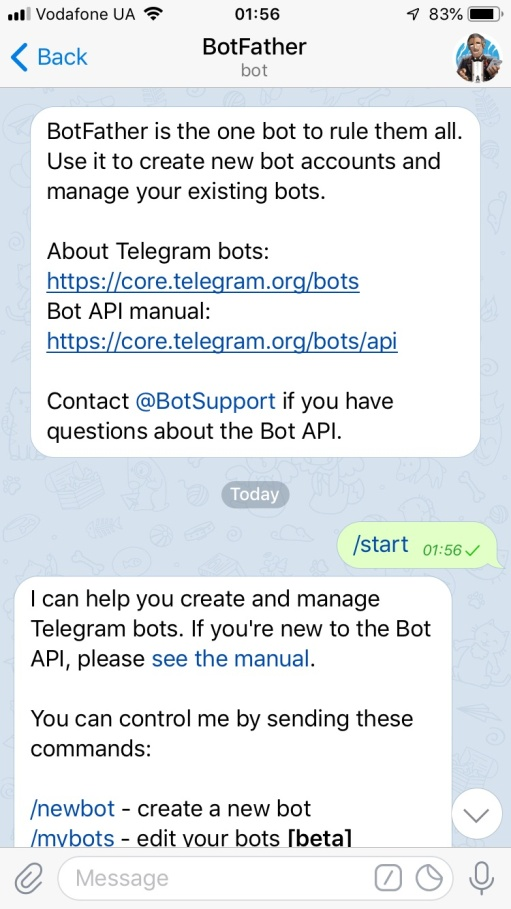 Vodafone UA 01:56 83%
Back BotFather
bot
BotFather is the one bot to rule them all.
Use it to create new bot accounts and
manage your existing bots.
About Telegram bots:
https://core.telegram.org/bots
Bot API manual:
https://core.telegram.org/bots/api
Contact @BotSupport if you have
questions about the Bot API.
Today
/start 01:56
I can help you create and manage
Telegram bots. If you're new to the Bot
API, please see the manual.
You can control me by sending these
commands:
/newbot - create a new bot
/mybots - edit your bots [beta]
Message